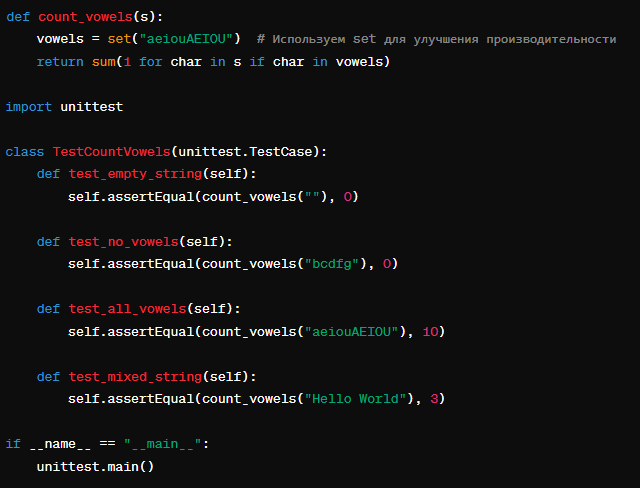 def count_vowels(s):
    vowels = set("aeiouAEIOU")  # Используем set для улучшения производительности
    return sum(1 for char in s if char in vowels)

import unittest

class TestCountVowels(unittest.TestCase):
    def test_empty_string(self):
        self.assertEqual(count_vowels(""), 0)

    def test_no_vowels(self):
        self.assertEqual(count_vowels("bcdfg"), 0)

    def test_all_vowels(self):
        self.assertEqual(count_vowels("aeiouAEIOU"), 10)

    def test_mixed_string(self):
        self.assertEqual(count_vowels("Hello World"), 3)

if __name__ == "__main__":
    unittest.main()